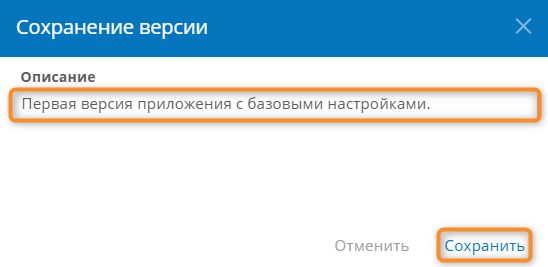 Сохранение версии
Описание
Первая версия приложения с базовыми настройками.
Отменить Сохранить